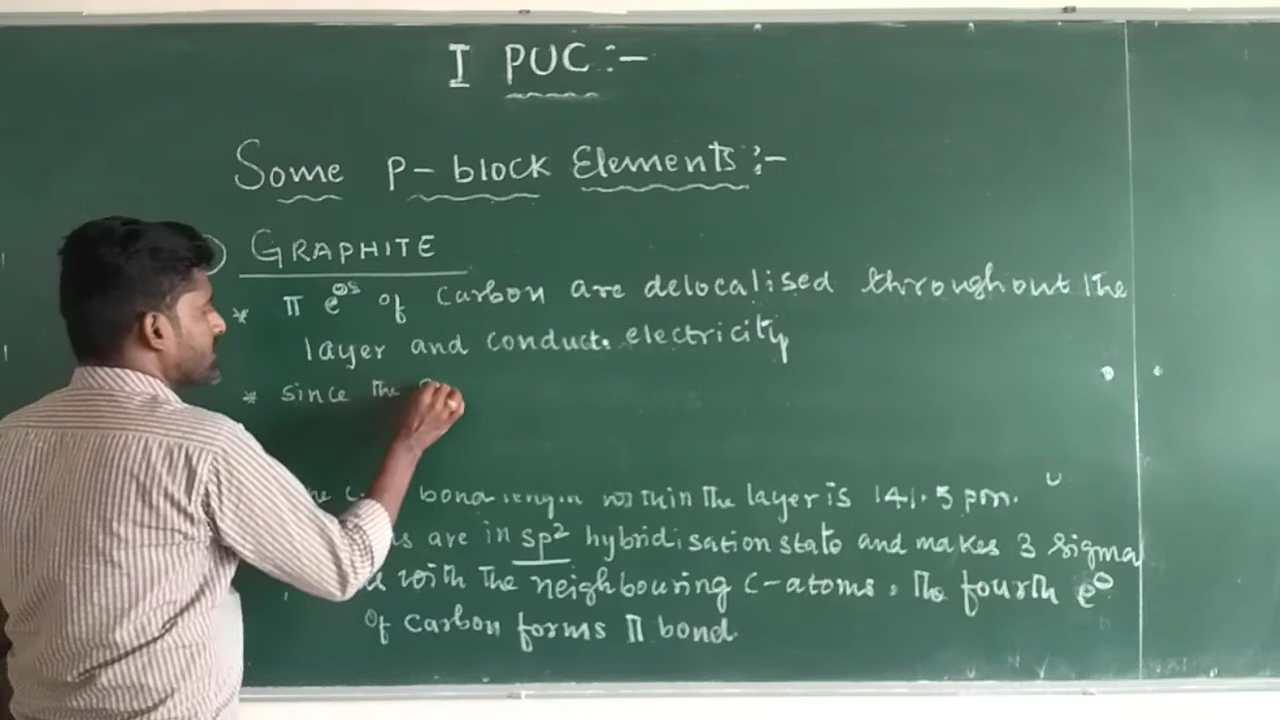 I PUC :-
Some P-block Elements :-
) GRAPHITE
* π e⊖s of carbon are delocalised throughout the
layer and conduct. electricity
* since the
bond length within the layer is 141.5 pm.
are in sp² hybridisation state and makes 3 sigma
with the neighbouring C-atoms. The fourth e⊖
of carbon forms π bond.